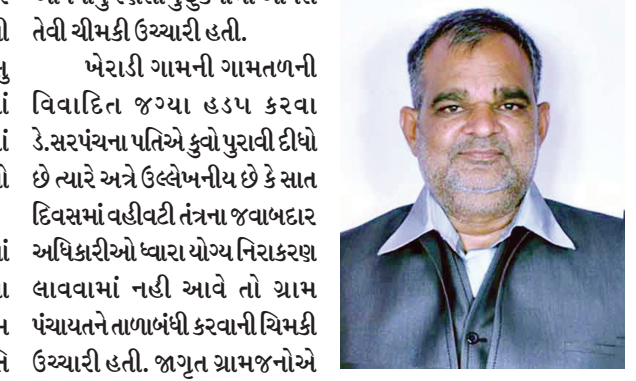 તેવી ચીમકી ઉચ્ચારી હતી.
ખેરાડી ગામની ગામતળની
વિવાદિત જગ્યા હડપ કરવા
ડે.સરપંચના પતિએ કુવો પુરાવી દીધો
છે ત્યારે અત્રે ઉલ્લેખનીય છે કે સાત
દિવસમાં વહીવટી તંત્રના જવાબદાર
અધિકારીઓ ધ્વારા યોગ્ય નિરાકરણ
લાવવામાં નહી આવે તો ગ્રામ
પંચાયતને તાળાબંધી કરવાની ચિમકી
ઉચ્ચારી હતી. જાગૃત ગ્રામજનોએ